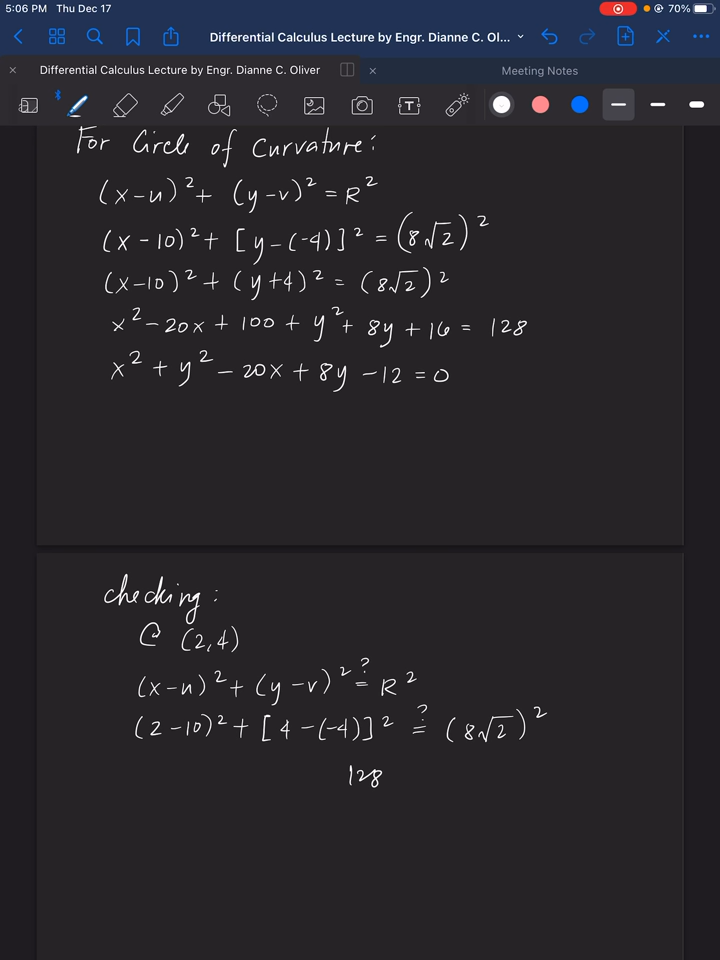 5:06 PM Thu Dec 17
70%
Differential Calculus Lecture by Engr. Dianne C. Ol...
Differential Calculus Lecture by Engr. Dianne C. Oliver
Meeting Notes
For Circle of Curvature:
(x-u)² + (y-v)² = R²
(x-10)² + [y-(-4)]² = (8√2)²
(x-10)² + (y+4)² = (8√2)²
x² - 20x + 100 + y² + 8y + 16 = 128
x² + y² - 20x + 8y - 12 = 0
checking:
@ (2,4)
(x-u)² + (y-v)² ≟ R²
(2-10)² + [4-(-4)]² ≟ (8√2)²
128